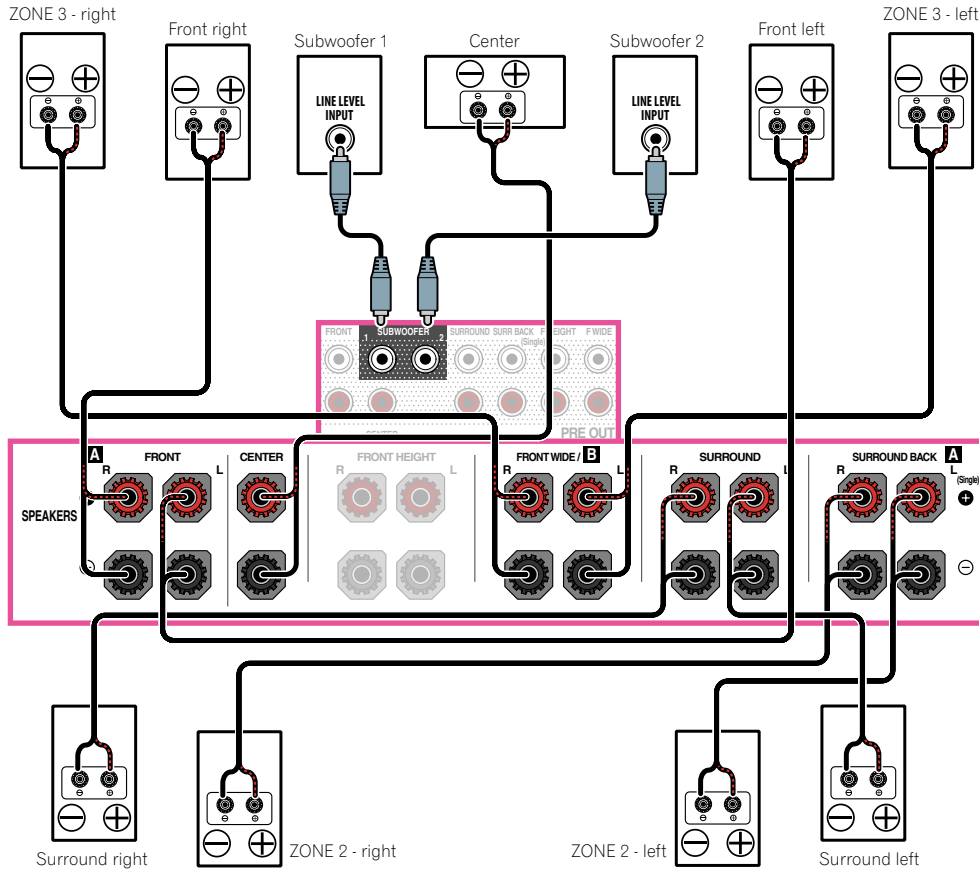 ZONE 3 - right
Front right
Subwoofer 1
Center
Subwoofer 2
Front left
ZONE 3 - left
LINE LEVEL
INPUT
LINE LEVEL
INPUT
FRONT
SUBWOOFER
1
2
SURROUND
SURR BACK
(Single)
F WIDE
PRE OUT
SPEAKERS
A
R
FRONT
L
CENTER
FRONT HEIGHT
R
L
FRONT WIDE / B
R
L
SURROUND
R
L
SURROUND BACK
A
R
L
(Single)
Surround right
ZONE 2 - right
ZONE 2 - left
Surround left